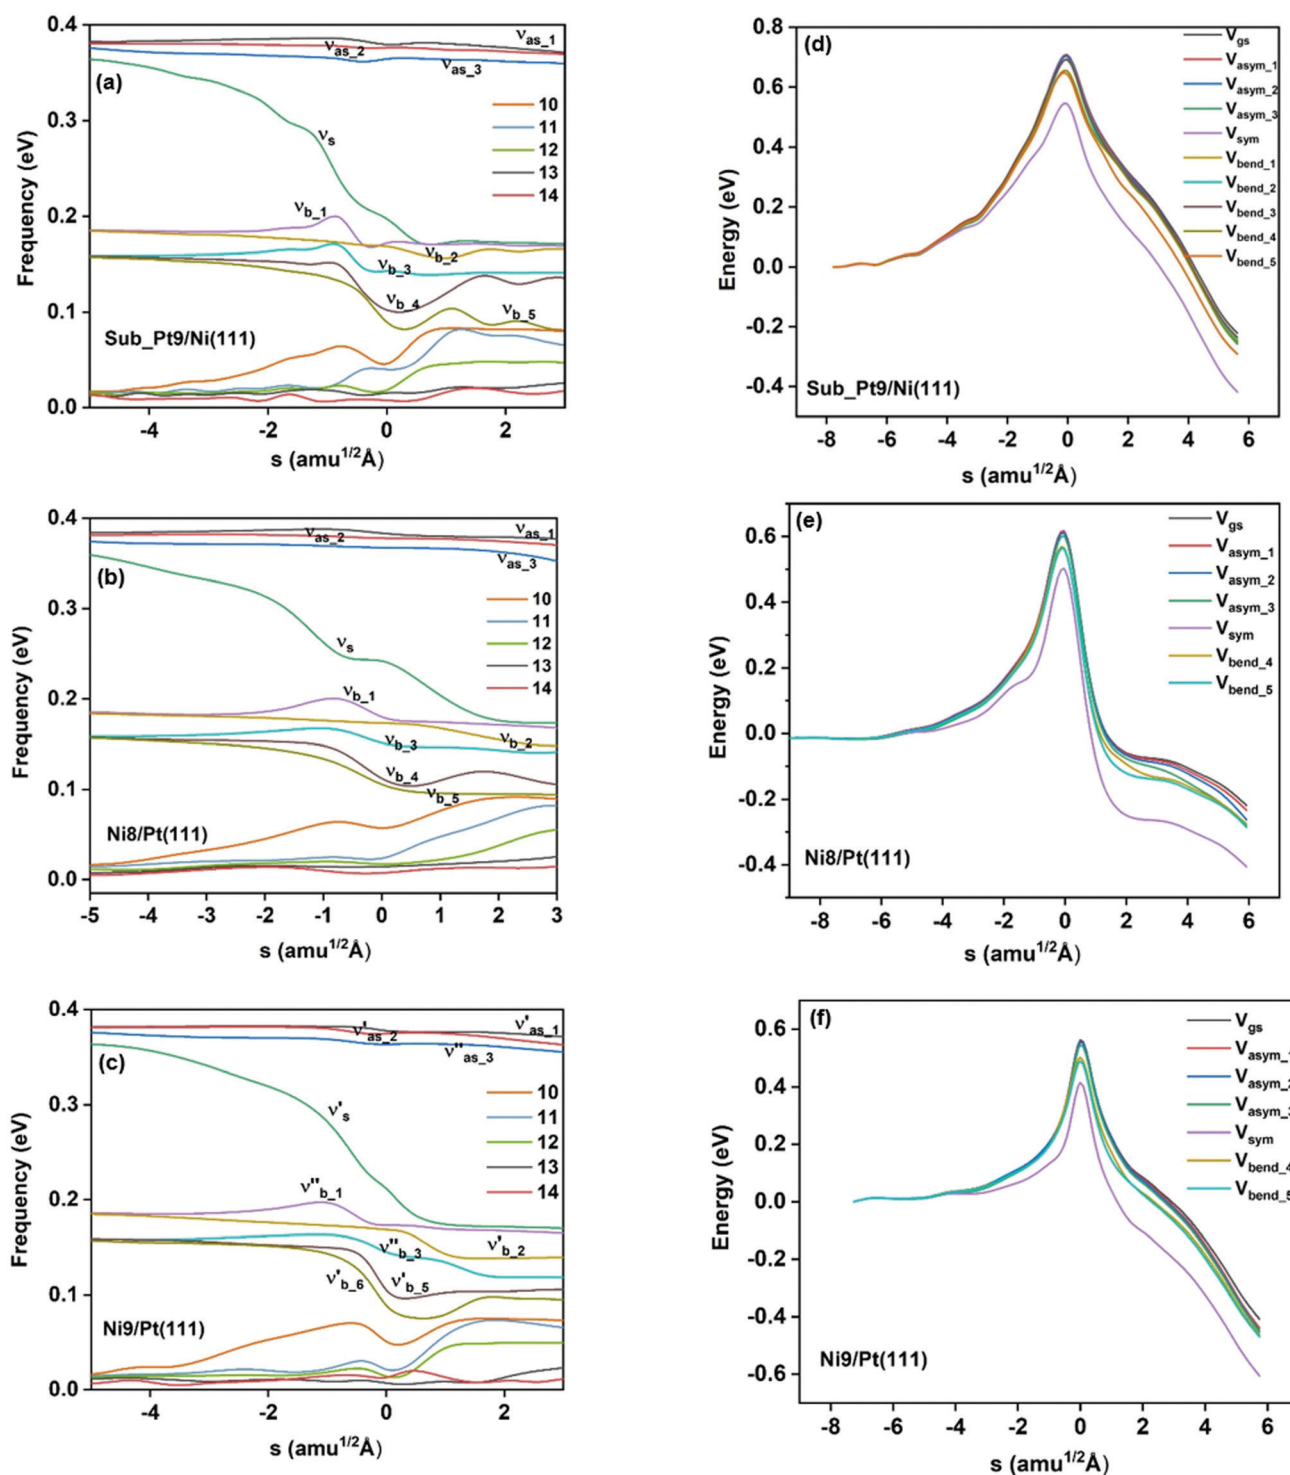 (a)
Frequency (eV)
0.4
0.3
0.2
0.1
0.0
ν_as_1
ν_as_2
ν_as_3
ν_s
ν_b_1
ν_b_2
ν_b_3
ν_b_4
ν_b_5
10
11
12
13
14
Sub_Pt9/Ni(111)
-4 -2 0 2
s (amu^1/2Å)
(d)
Energy (eV)
0.8
0.6
0.4
0.2
0.0
-0.2
-0.4
V_gs
V_asym_1
V_asym_2
V_asym_3
V_sym
V_bend_1
V_bend_2
V_bend_3
V_bend_4
V_bend_5
Sub_Pt9/Ni(111)
-8 -6 -4 -2 0 2 4 6
s (amu^1/2Å)
(b)
Frequency (eV)
0.4
0.3
0.2
0.1
0.0
ν_as_1
ν_as_2
ν_as_3
ν_s
ν_b_1
ν_b_2
ν_b_3
ν_b_4
ν_b_5
10
11
12
13
14
Ni8/Pt(111)
-5 -4 -3 -2 -1 0 1 2 3
s (amu^1/2Å)
(e)
Energy (eV)
0.6
0.4
0.2
0.0
-0.2
-0.4
V_gs
V_asym_1
V_asym_2
V_asym_3
V_sym
V_bend_4
V_bend_5
Ni8/Pt(111)
-8 -6 -4 -2 0 2 4 6
s (amu^1/2Å)
(c)
Frequency (eV)
0.4
0.3
0.2
0.1
0.0
ν'_as_1
ν'_as_2
ν''_as_3
ν'_s
ν''_b_1
ν'_b_2
ν''_b_3
ν'_b_6
ν'_b_5
10
11
12
13
14
Ni9/Pt(111)
-4 -2 0 2
s (amu^1/2Å)
(f)
Energy (eV)
0.6
0.4
0.2
0.0
-0.2
-0.4
-0.6
V_gs
V_asym_1
V_asym_2
V_asym_3
V_sym
V_bend_4
V_bend_5
Ni9/Pt(111)
-8 -6 -4 -2 0 2 4 6
s (amu^1/2Å)